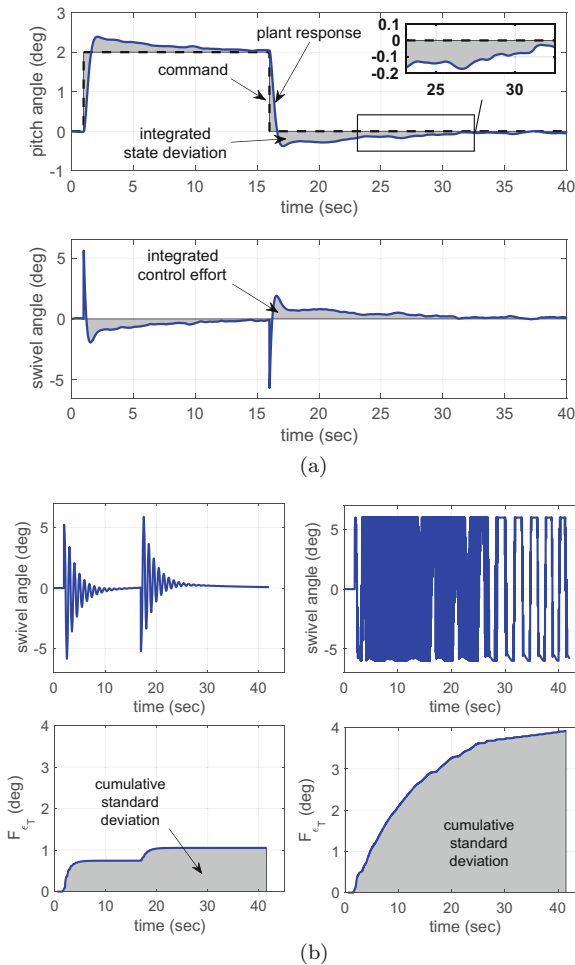 3
2
1
0
-1
pitch angle (deg)
command
plant response
integrated
state deviation
0.1
0
-0.1
-0.2
25
30
0
5
10
15
20
25
30
35
40
time (sec)
5
0
-5
swivel angle (deg)
integrated
control effort
0
5
10
15
20
25
30
35
40
time (sec)
(a)
5
0
-5
swivel angle (deg)
0
10
20
30
40
time (sec)
5
0
-5
swivel angle (deg)
0
10
20
30
40
time (sec)
4
3
2
1
0
F_ϵ_T (deg)
cumulative
standard
deviation
0
10
20
30
40
time (sec)
4
3
2
1
0
F_ϵ_T (deg)
cumulative
standard
deviation
0
10
20
30
40
time (sec)
(b)